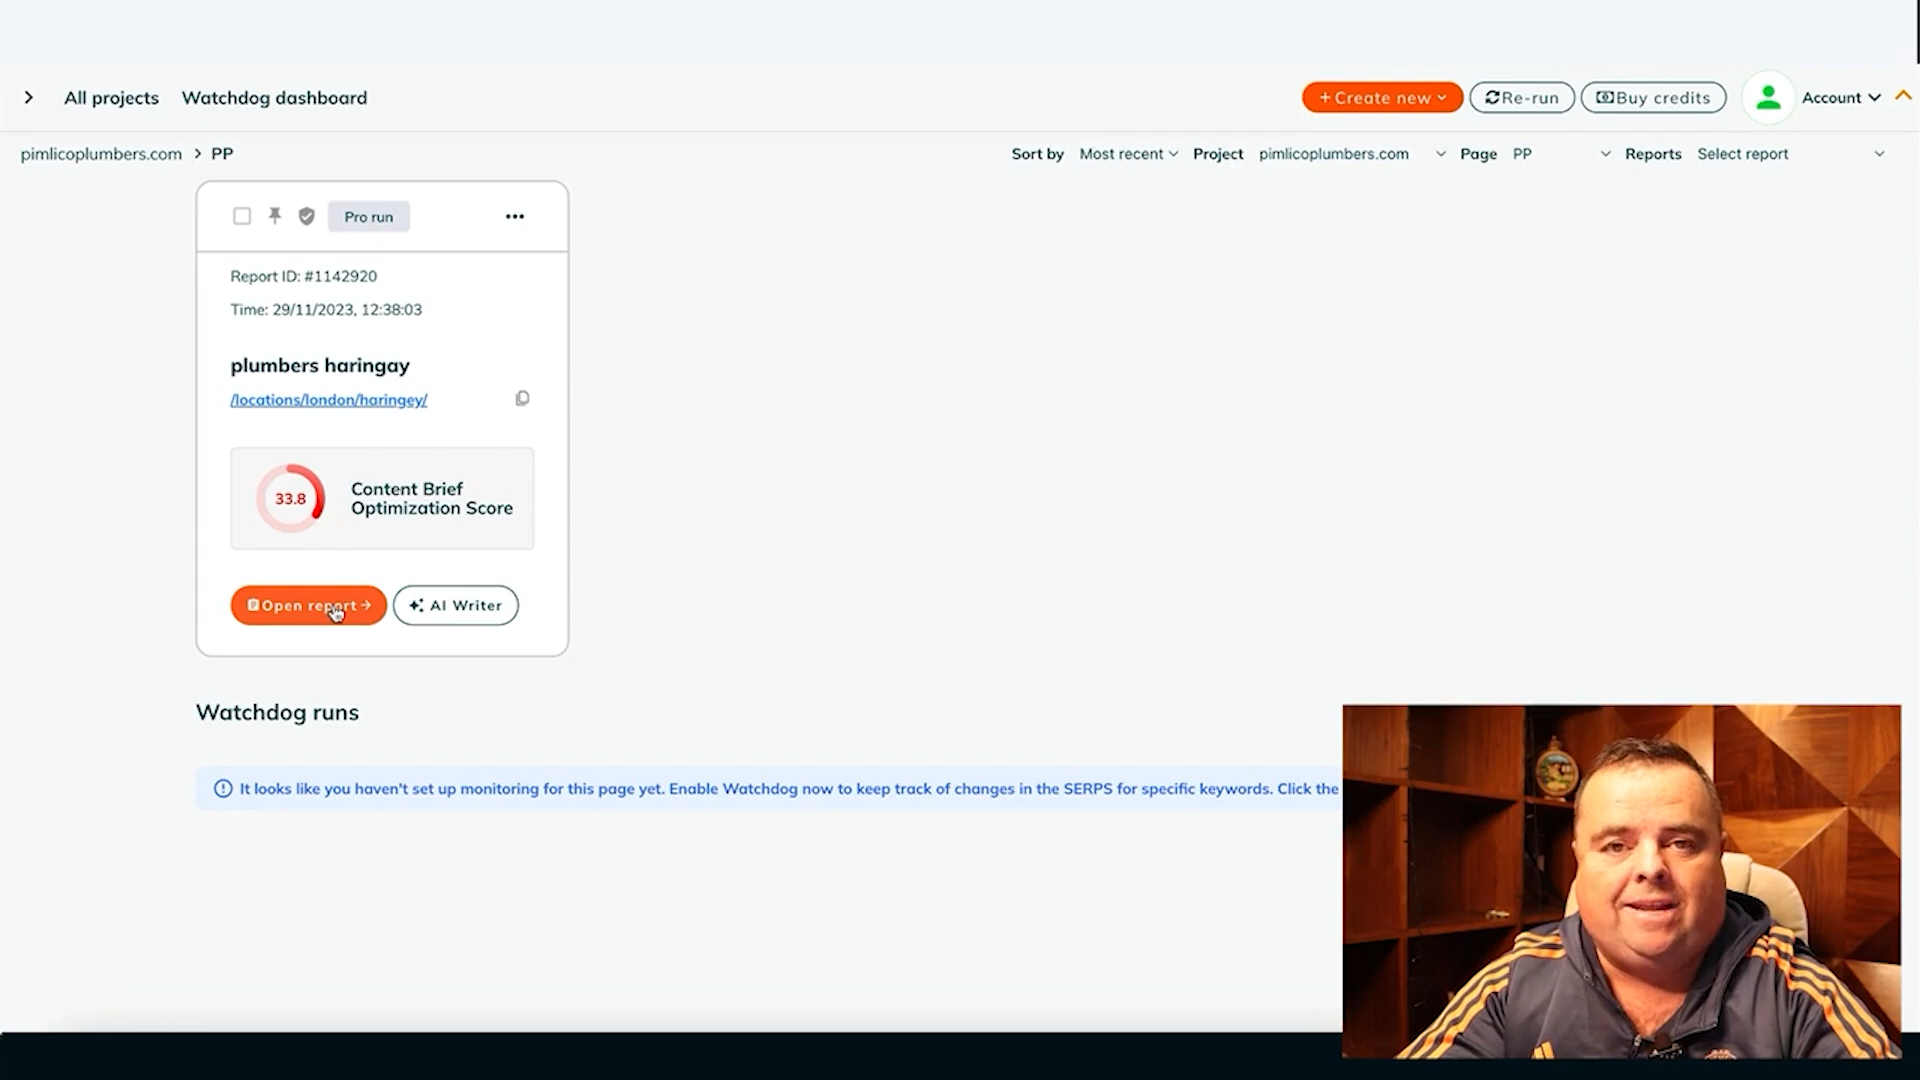 All projects Watchdog dashboard + Create new Re-run Buy credits Account
pimlicoplumbers.com > PP Sort by Most recent Project pimlicoplumbers.com Page PP Reports Select report
Pro run
Report ID: #1142920
Time: 29/11/2023, 12:38:03
plumbers haringay
/locations/london/haringey/
33.8
Content Brief
Optimization Score
Open report → AI Writer
Watchdog runs
It looks like you haven't set up monitoring for this page yet. Enable Watchdog now to keep track of changes in the SERPS for specific keywords. Click the